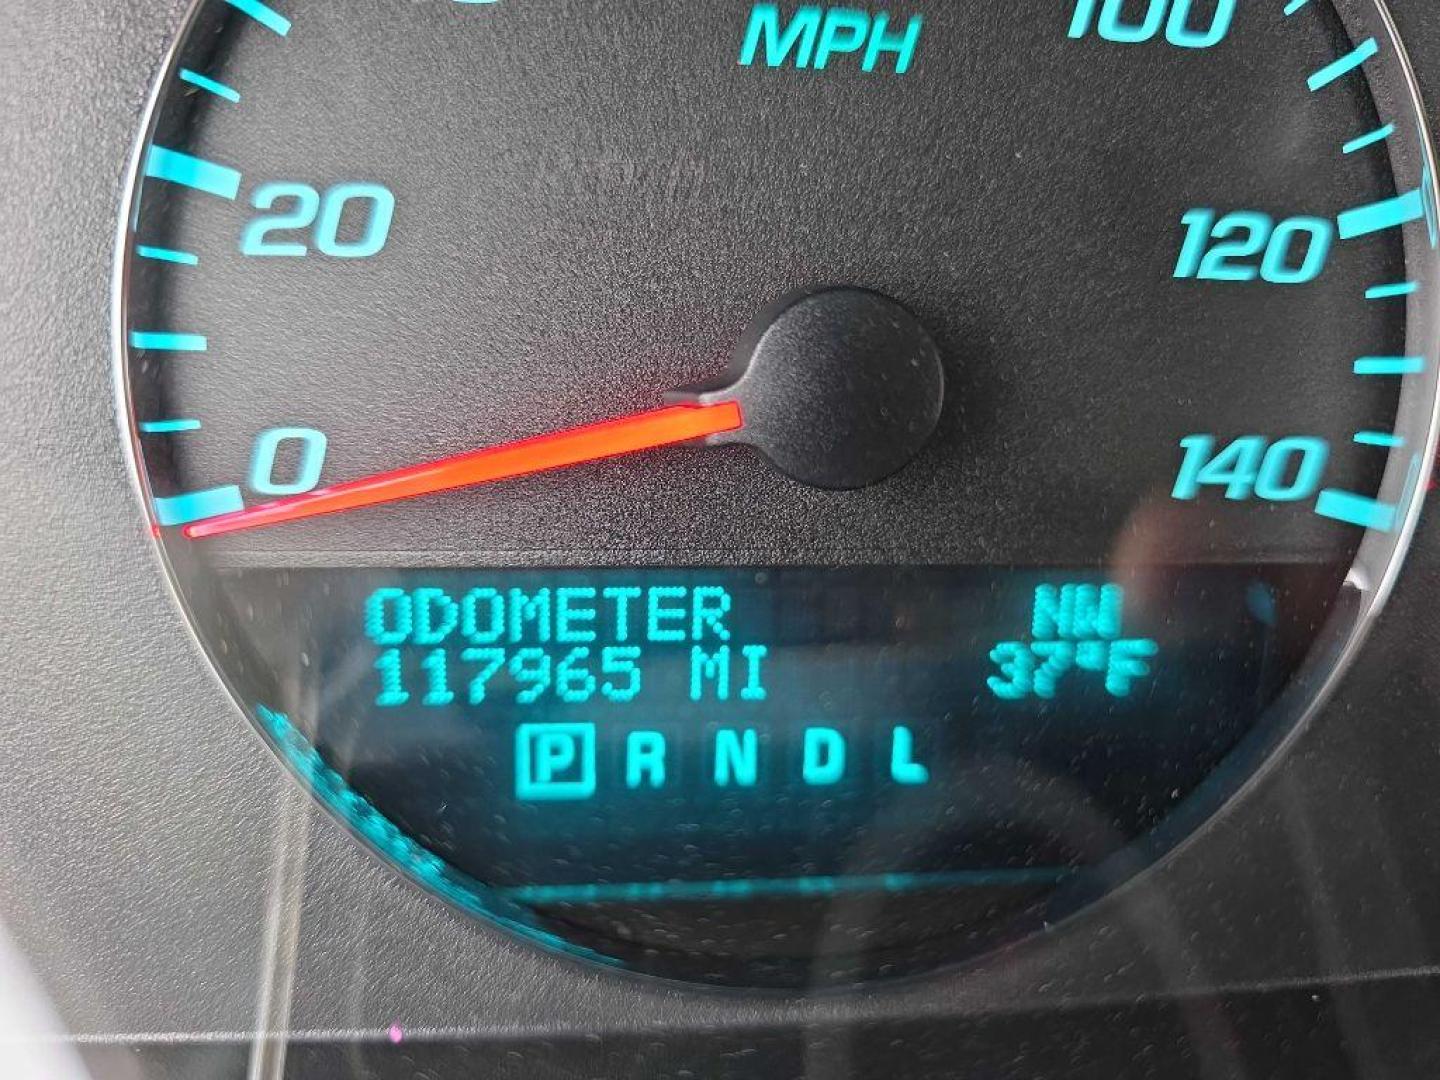 MPH
100
20
120
0
140
ODOMETER NW
117965 MI 37°F
P R N D L